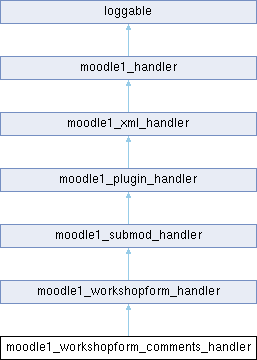 loggable
moodle1_handler
moodle1_xml_handler
moodle1_plugin_handler
moodle1_submod_handler
moodle1_workshopform_handler
moodle1_workshopform_comments_handler